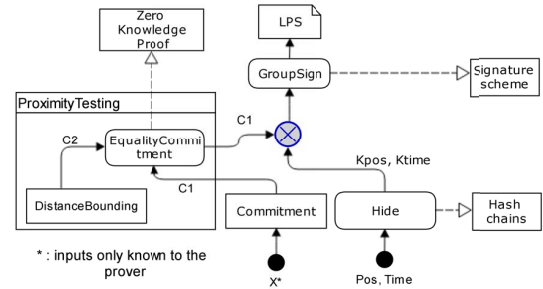 Zero
Knowledge
Proof
LPS
GroupSign
Signature
scheme
ProximityTesting
C1
C2
EqualityCommi
tment
Kpos, Ktime
C1
DistanceBounding
Commitment
Hide
Hash
chains
* : inputs only known to the
prover
X*
Pos, Time